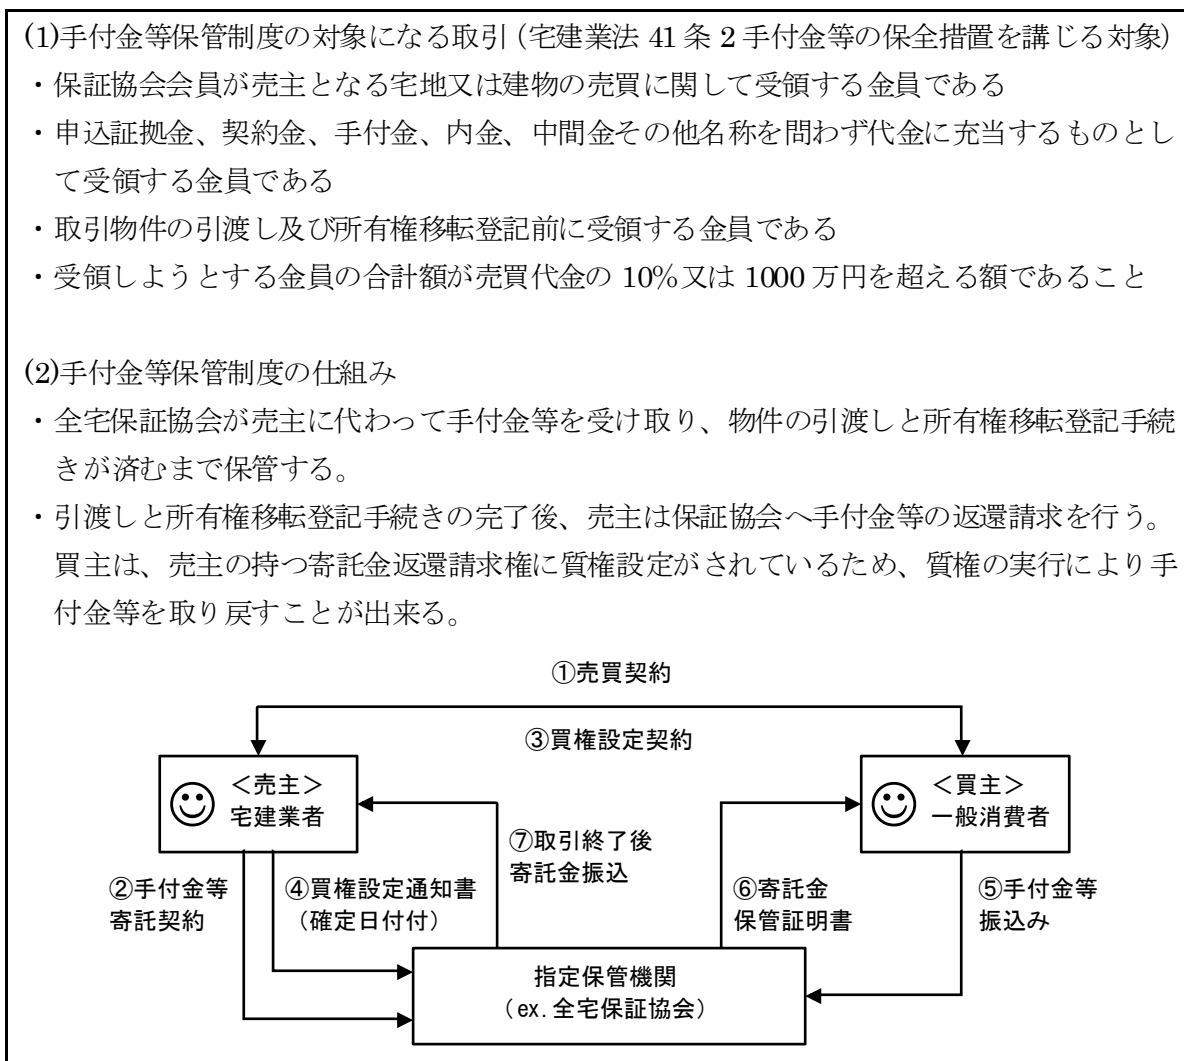 (1)手付金等保管制度の対象になる取引（宅建業法 41 条 2 手付金等の保全措置を講じる対象）
・保証協会会員が売主となる宅地又は建物の売買に関して受領する金員である
・申込証拠金、契約金、手付金、内金、中間金その他名称を問わず代金に充当するものとし
て受領する金員である
・取引物件の引渡し及び所有権移転登記前に受領する金員である
・受領しようとする金員の合計額が売買代金の 10%又は 1000 万円を超える額であること
(2)手付金等保管制度の仕組み
・全宅保証協会が売主に代わって手付金等を受け取り、物件の引渡しと所有権移転登記手続
きが済むまで保管する。
・引渡しと所有権移転登記手続きの完了後、売主は保証協会へ手付金等の返還請求を行う。
買主は、売主の持つ寄託金返還請求権に質権設定がされているため、質権の実行により手
付金等を取り戻すことが出来る。
①売買契約
③買権設定契約
＜売主＞
宅建業者
＜買主＞
一般消費者
⑦取引終了後
寄託金振込
②手付金等
寄託契約
④買権設定通知書
（確定日付付）
⑥寄託金
保管証明書
⑤手付金等
振込み
指定保管機関
（ex.全宅保証協会）